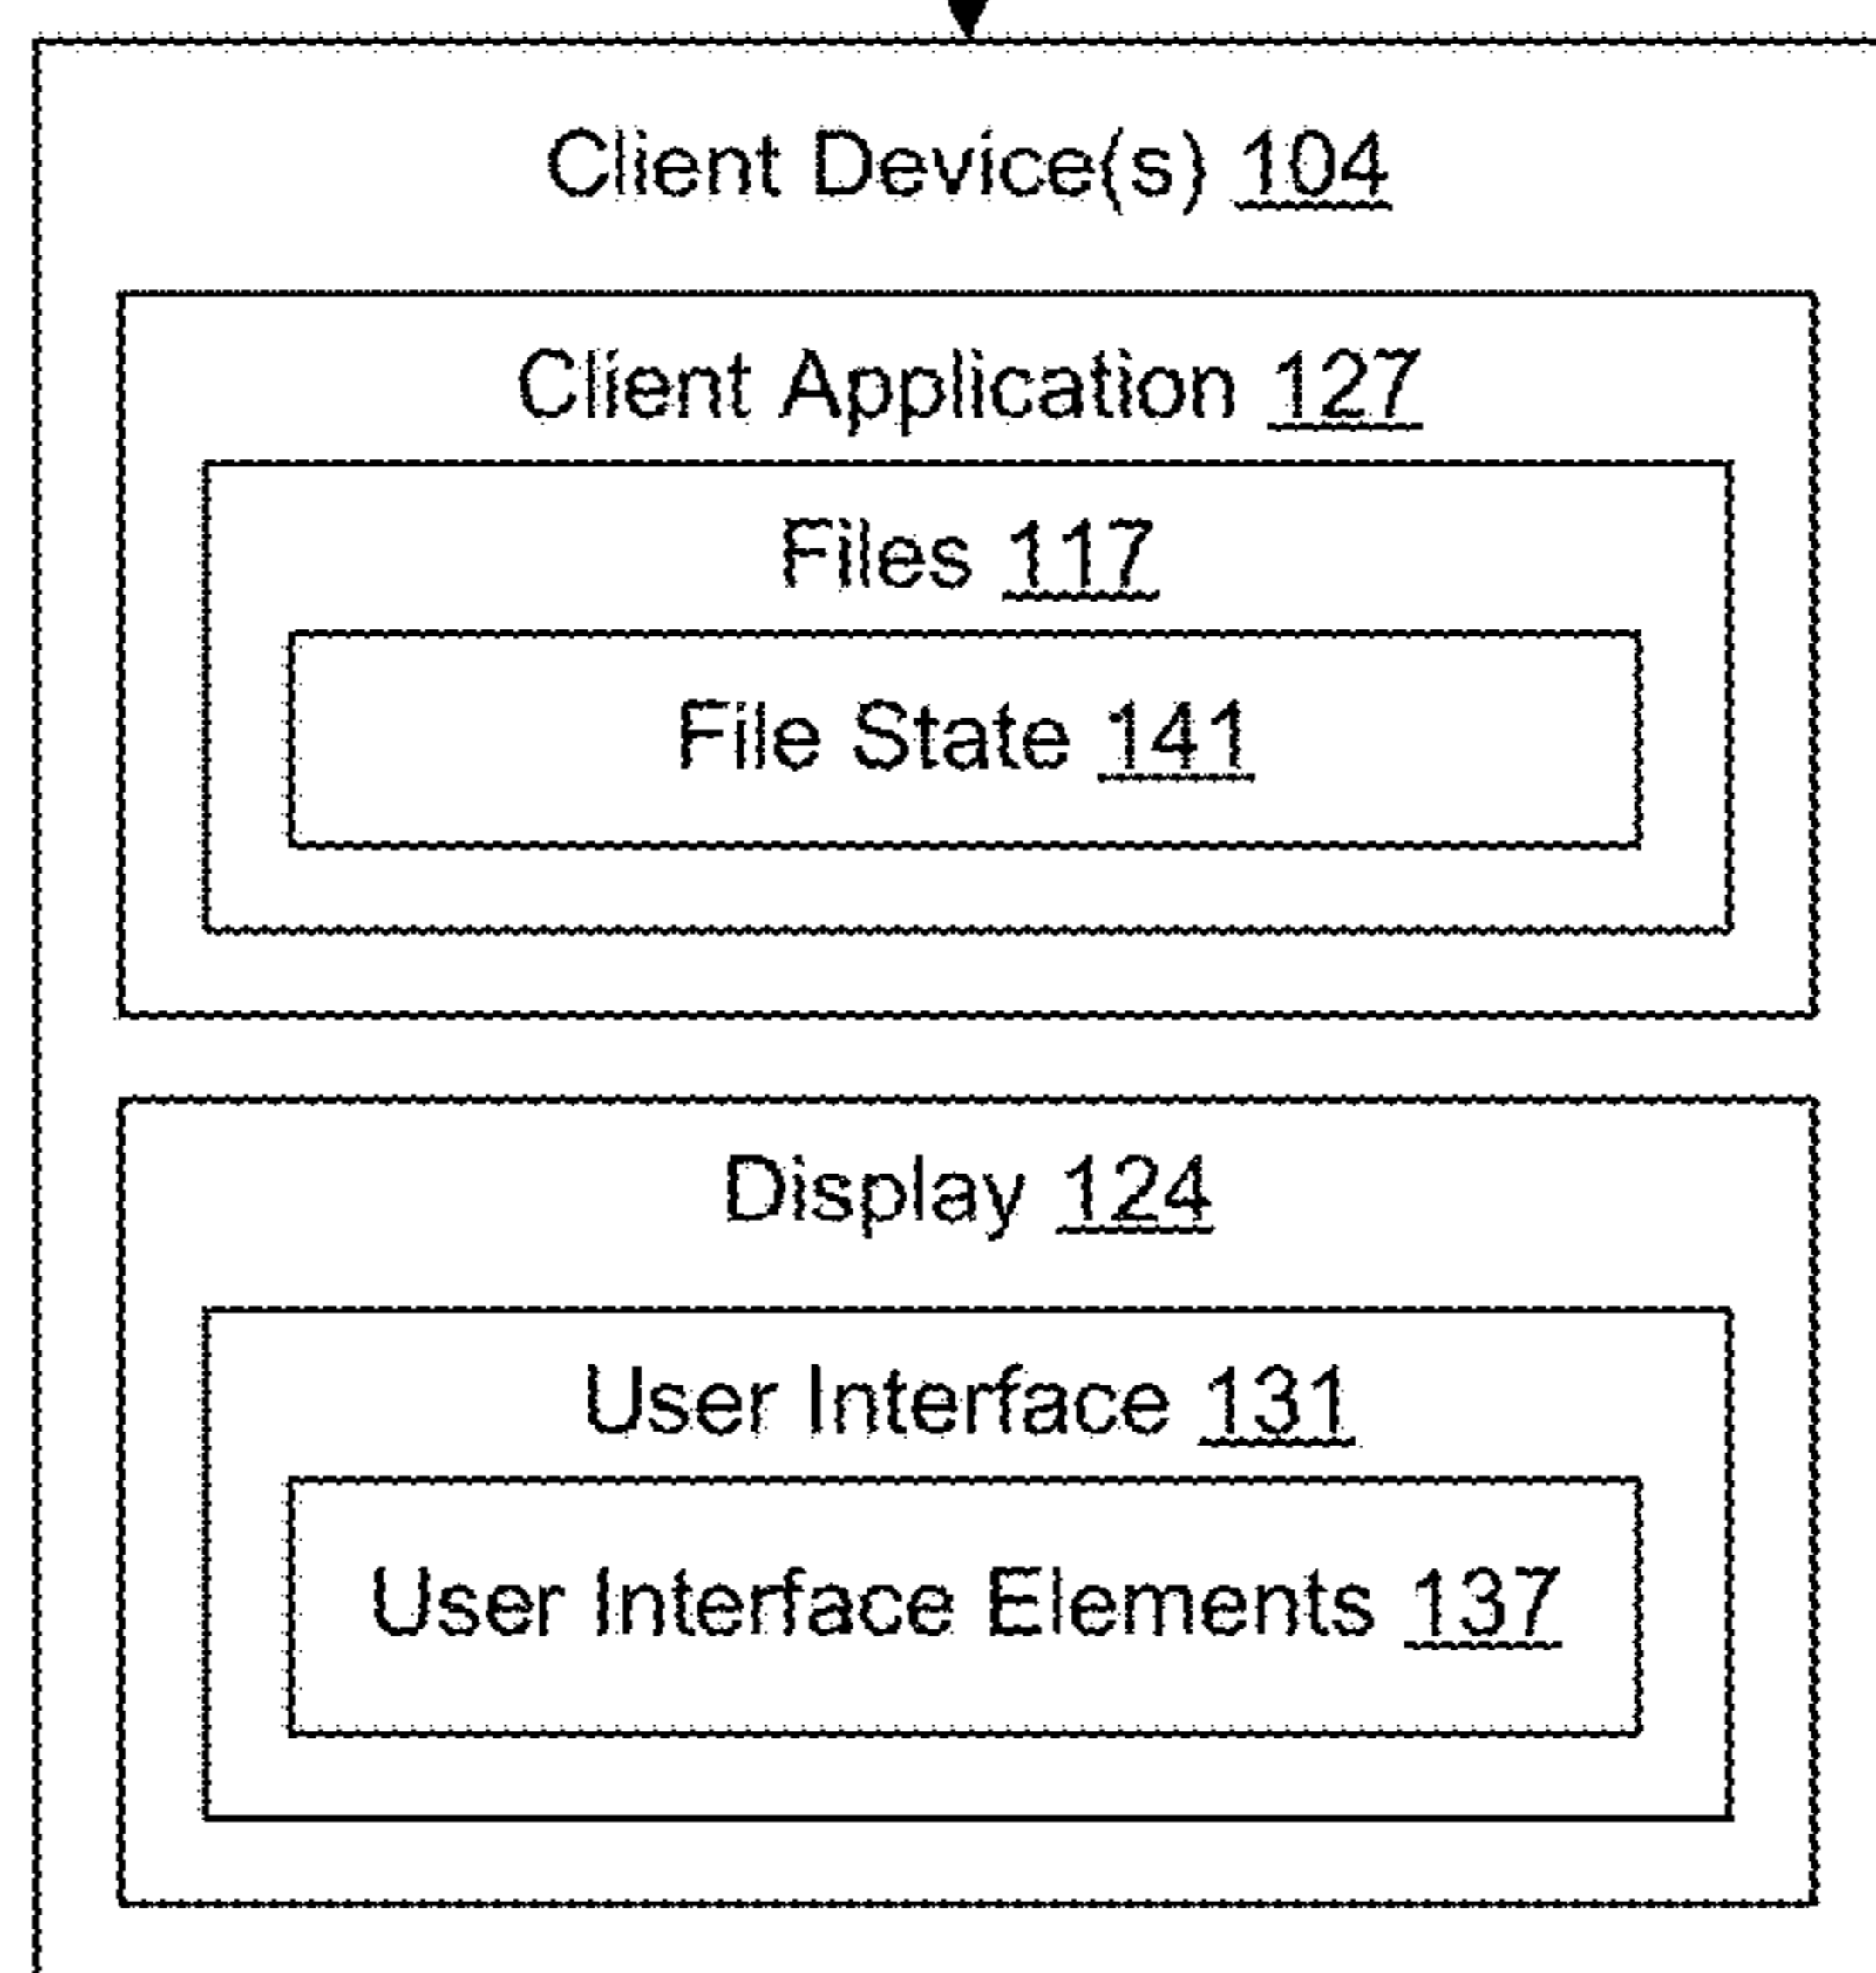 Client Device(s) 104
Client Application 127
Files 117
File State 141
Display 124
User Interface 131
User Interface Elements 137